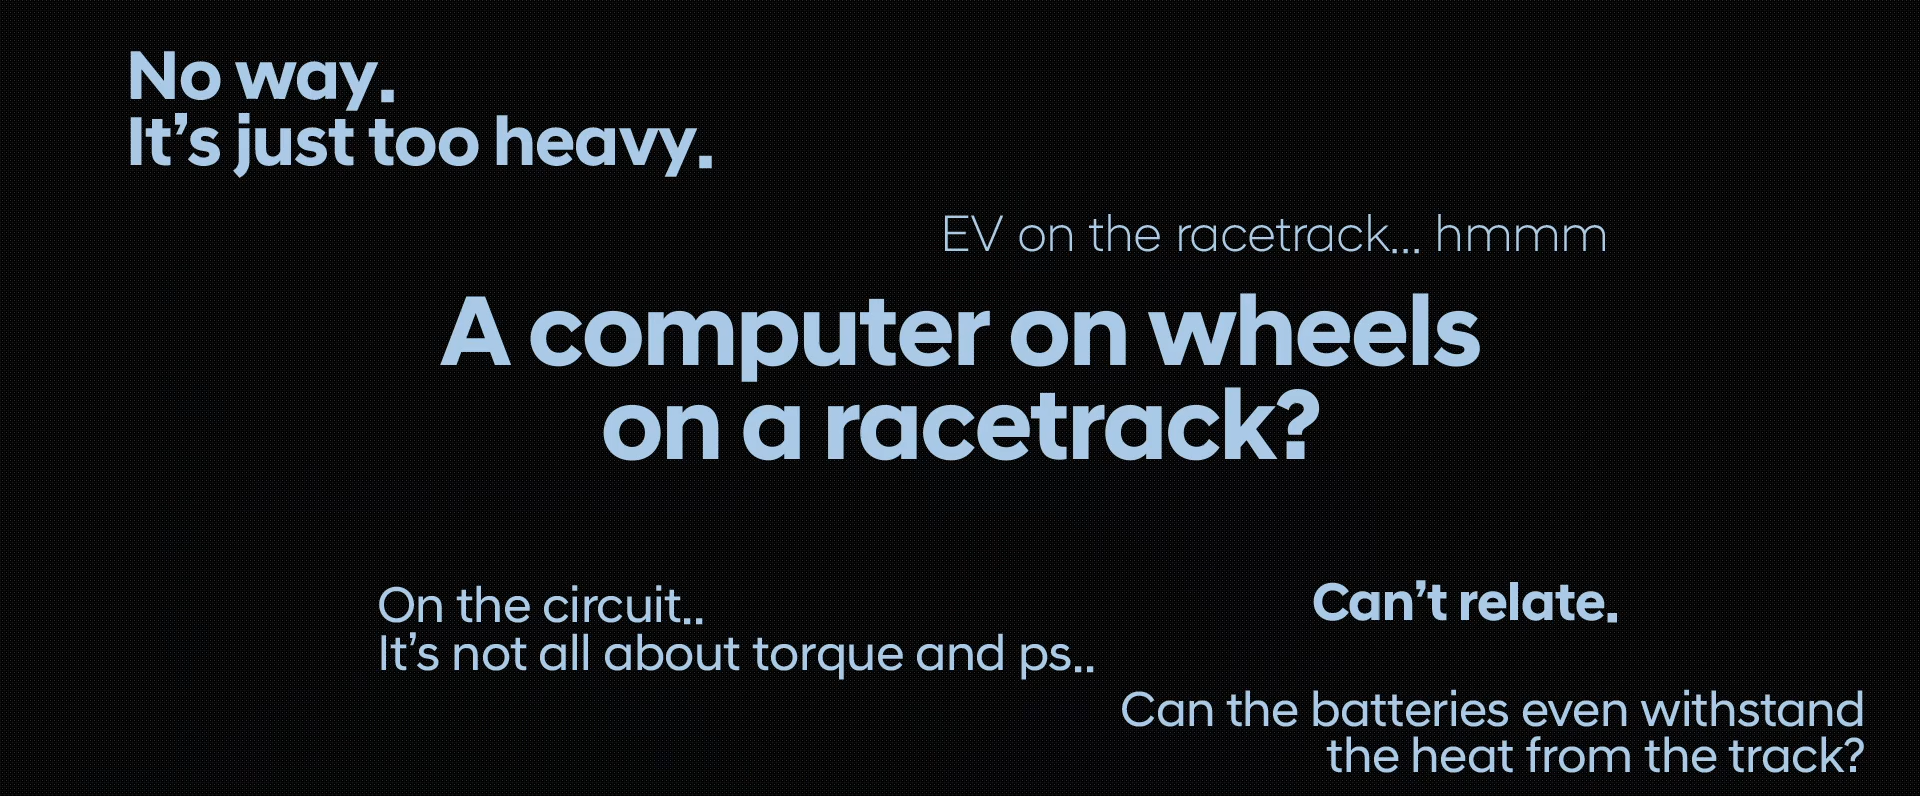 No way.
It’s just too heavy.
EV on the racetrack... hmmm
A computer on wheels
on a racetrack?
On the circuit..
It’s not all about torque and ps..
Can’t relate.
Can the batteries even withstand
the heat from the track?